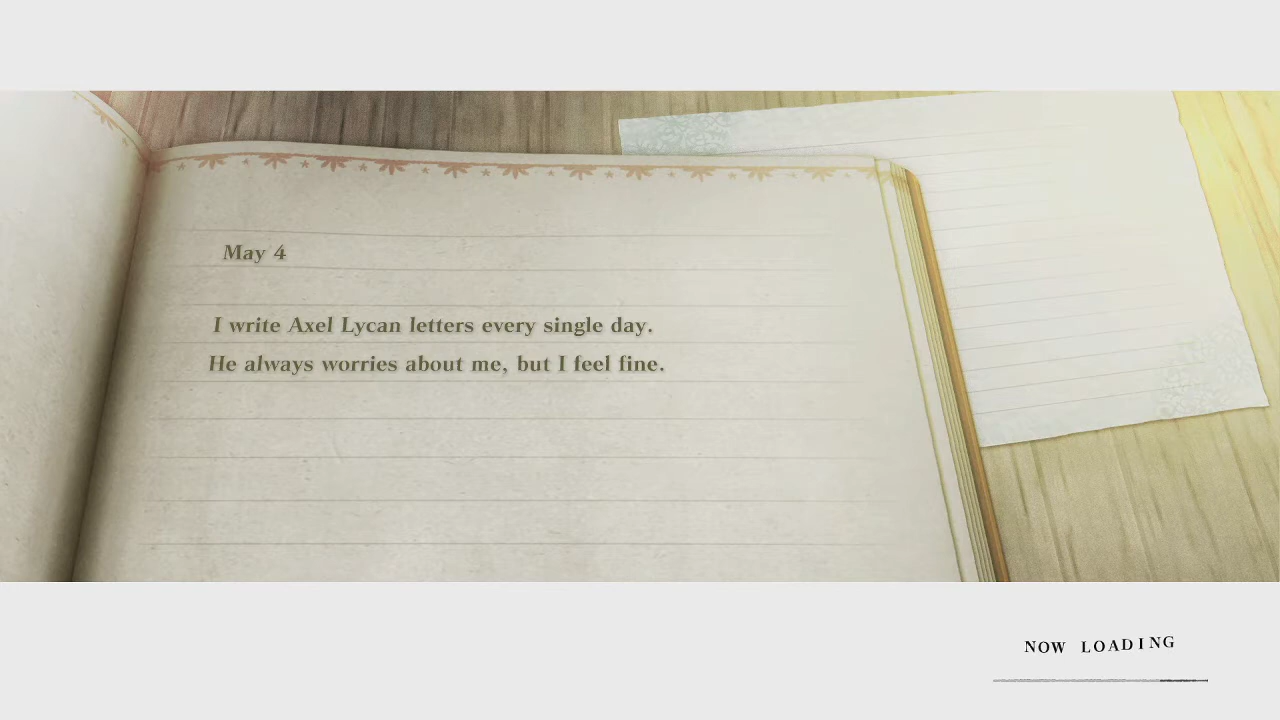 May 4
I write Axel Lycan letters every single day.
He always worries about me, but I feel fine.
NOW LOADING